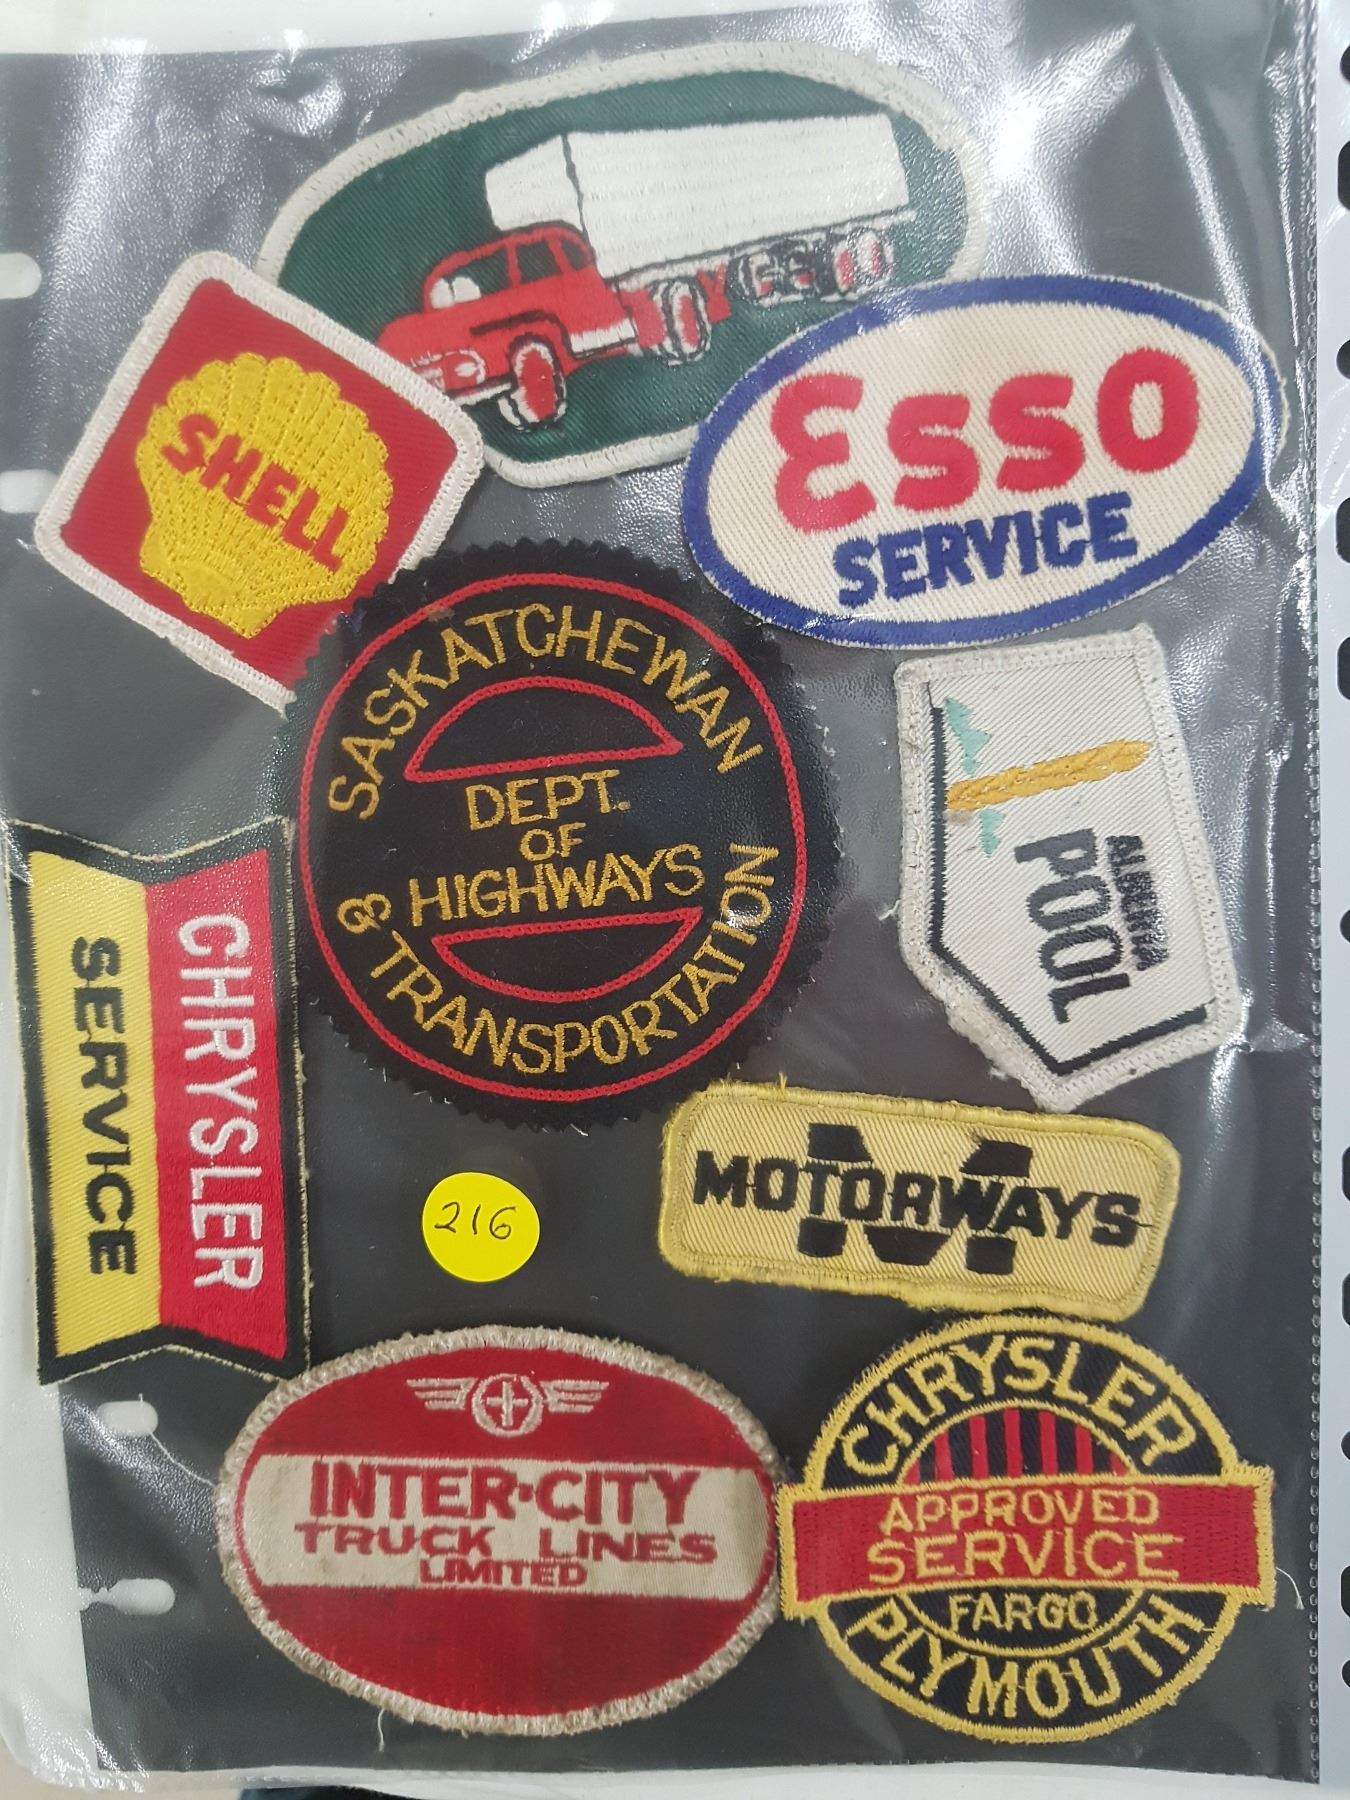 SHELL
Esso
SERVICE
SASKATCHEWAN
DEPT.
OF
HIGHWAYS
& TRANSPORTATION
ALBERTA
POOL
CHRYSLER
SERVICE
M
MOTORWAYS
216
INTER-CITY
TRUCK LINES
LIMITED
CHRYSLER
APPROVED
SERVICE
FARGO
PLYMOUTH